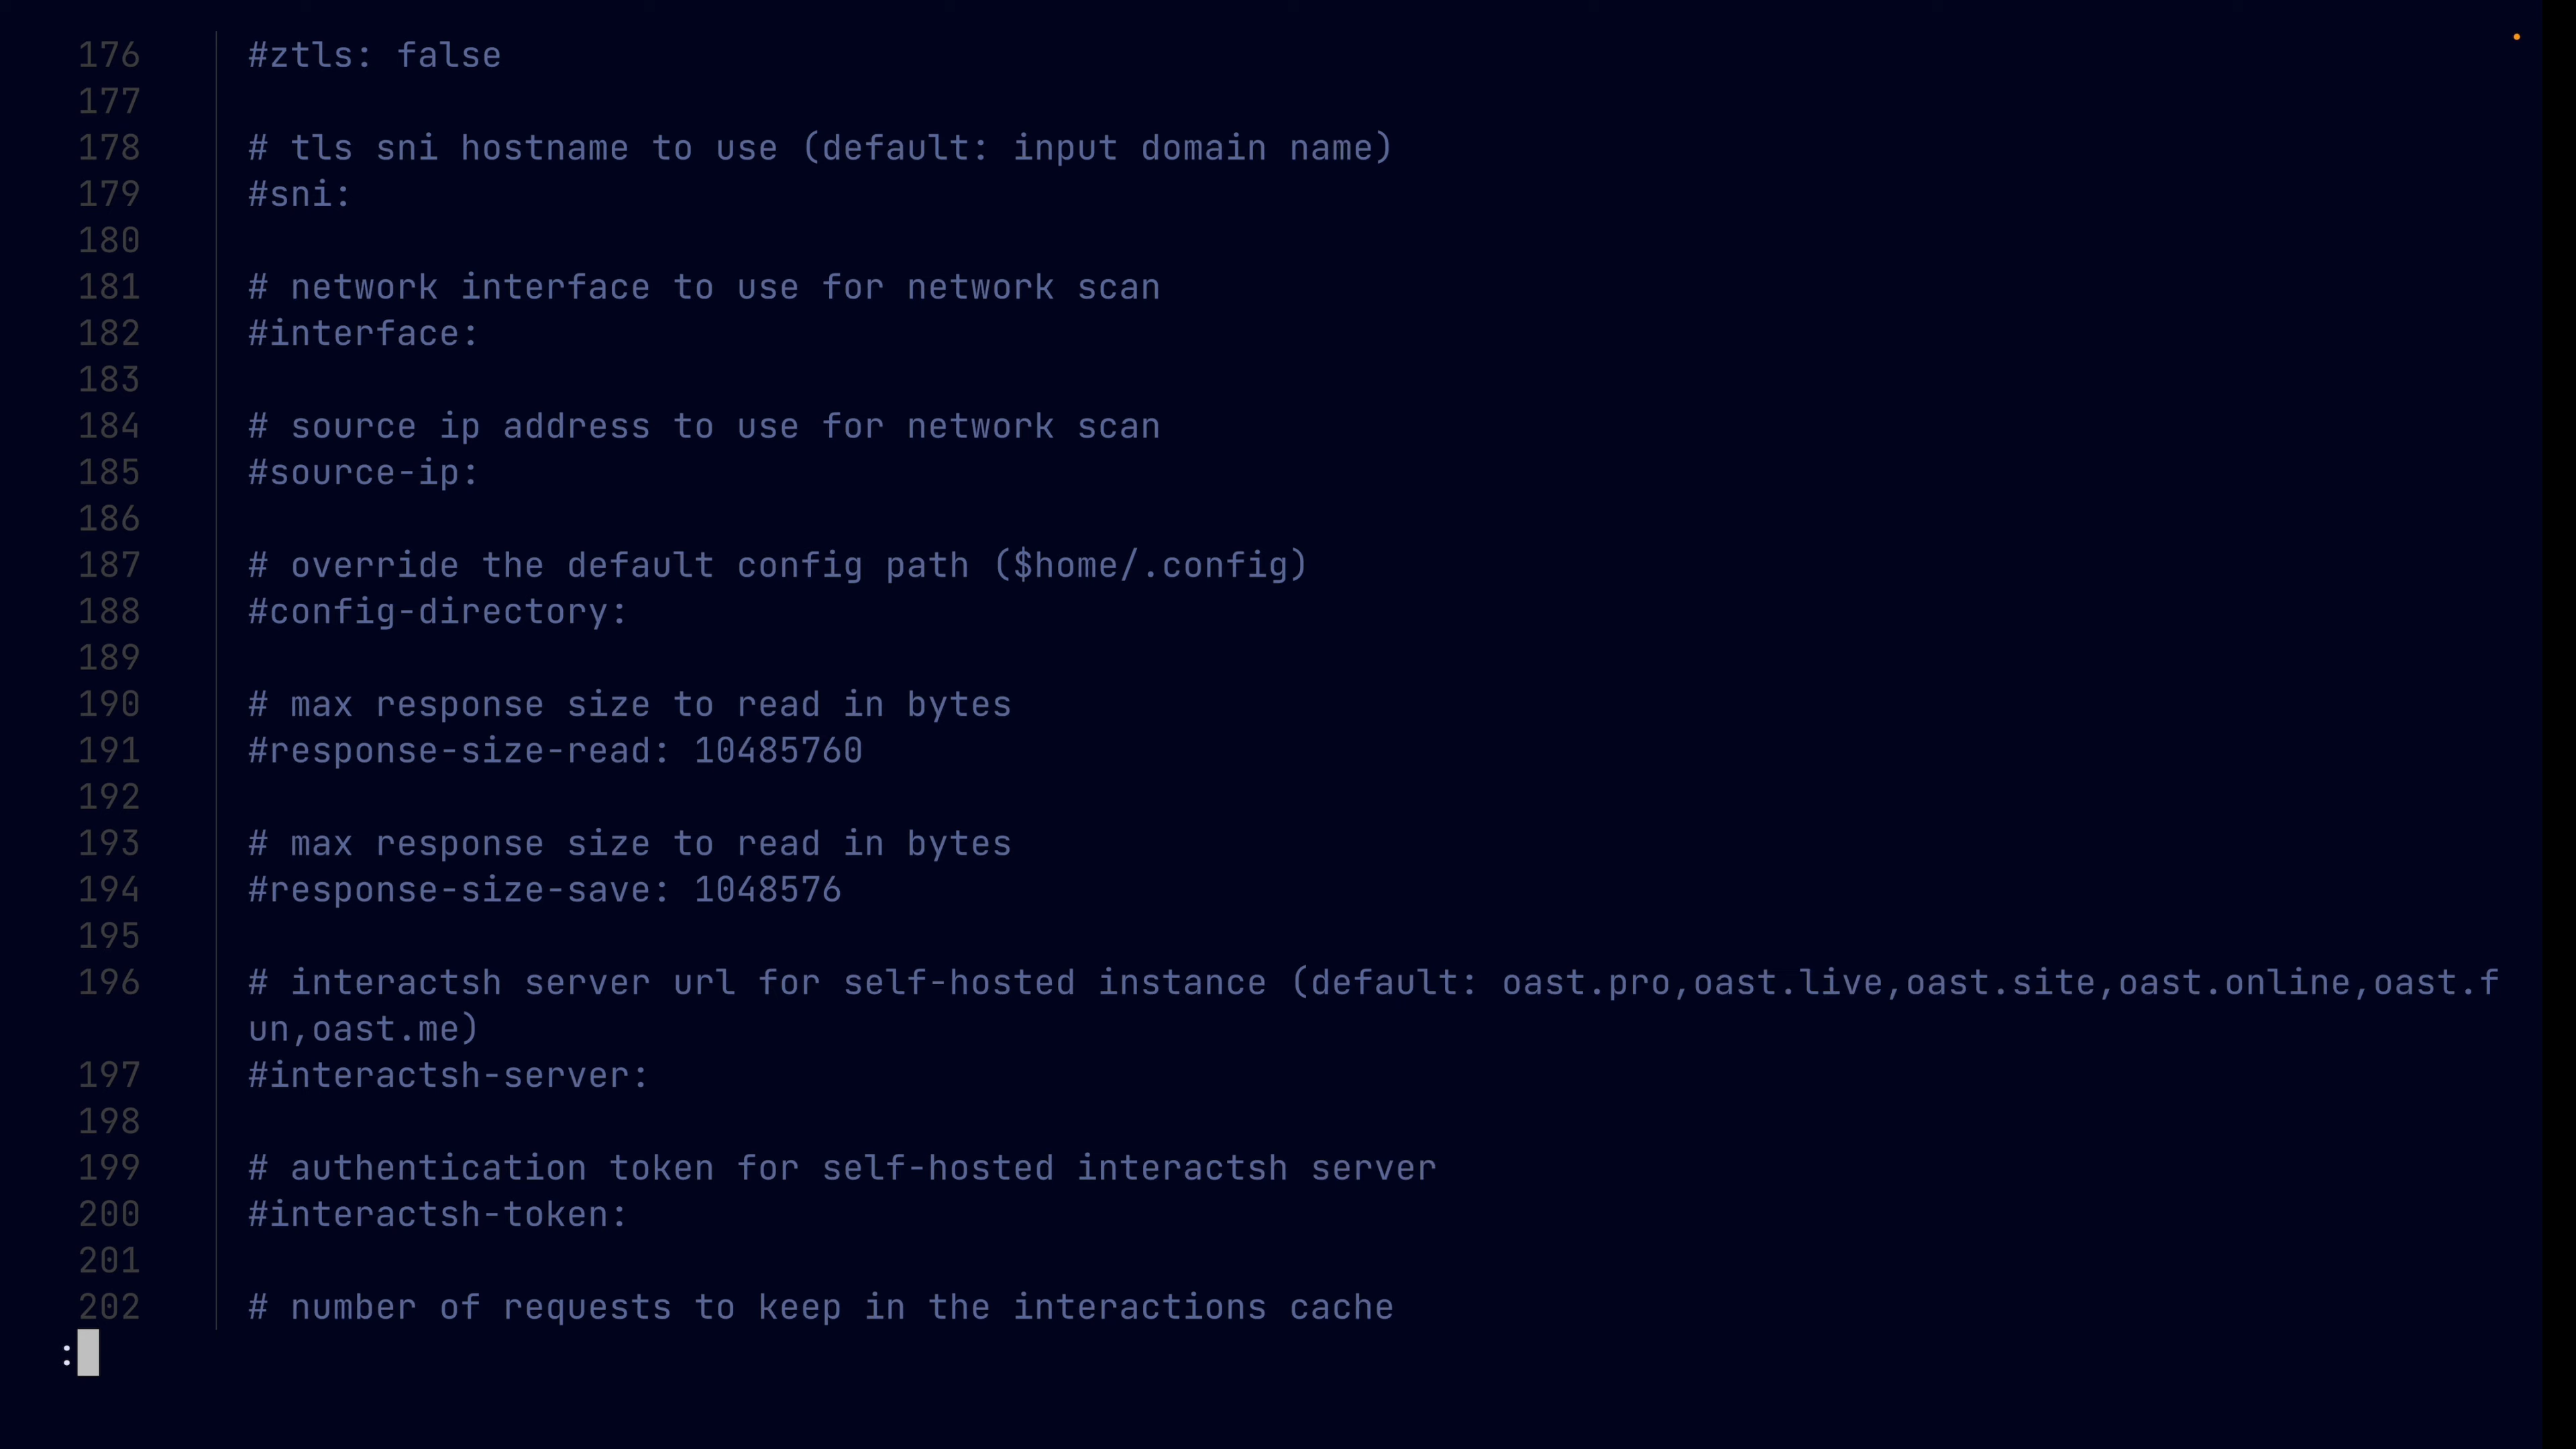 176 #ztls: false
177
178 # tls sni hostname to use (default: input domain name)
179 #sni:
180
181 # network interface to use for network scan
182 #interface:
183
184 # source ip address to use for network scan
185 #source-ip:
186
187 # override the default config path ($home/.config)
188 #config-directory:
189
190 # max response size to read in bytes
191 #response-size-read: 10485760
192
193 # max response size to read in bytes
194 #response-size-save: 1048576
195
196 # interactsh server url for self-hosted instance (default: oast.pro,oast.live,oast.site,oast.online,oast.f
un,oast.me)
197 #interactsh-server:
198
199 # authentication token for self-hosted interactsh server
200 #interactsh-token:
201
202 # number of requests to keep in the interactions cache
: